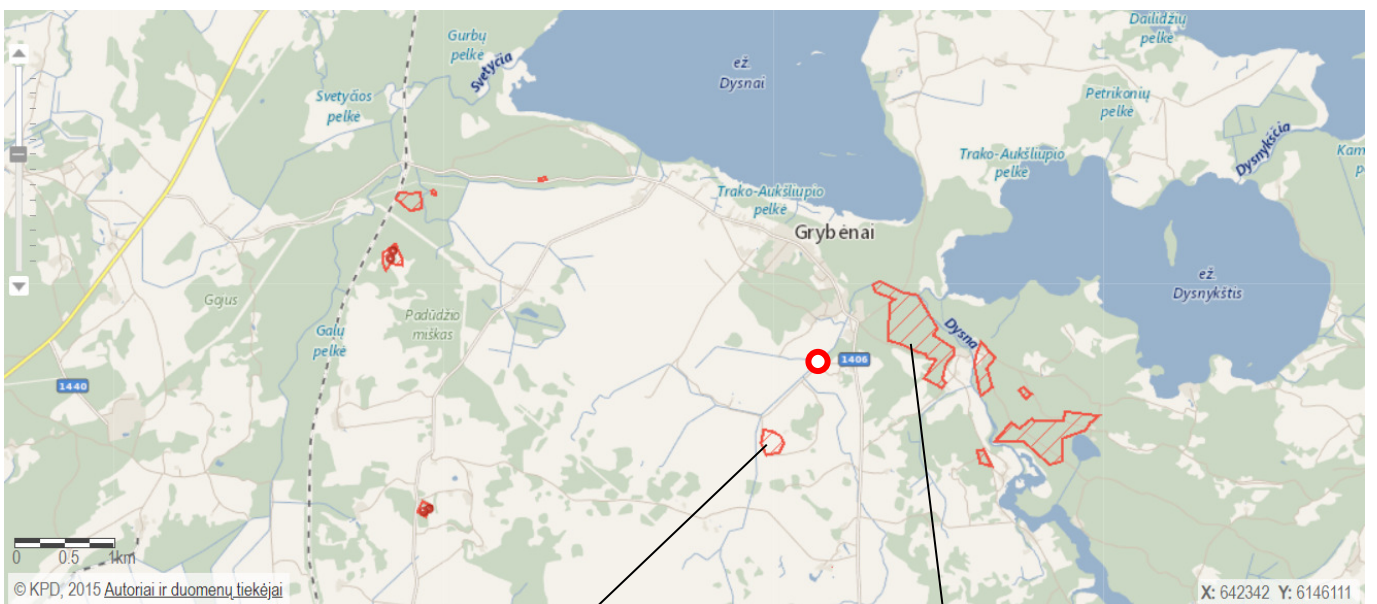 Gurbų
pelkė
Svetyčia
ež.
Dysnai
Dailidžių
pelkė
Svetyčios
pelkė
Petrikonių
pelkė
Dysnykščia
Kam
p
Trako-Aukšliupio
pelkė
Trako-Aukšliupio
pelkė
Grybėnai
ež.
Dysnykštis
Gojus
Padūdžio
miškas
Galų
pelkė
Dysna
1406
1440
0 0.5 1km
© KPD, 2015 Autoriai ir duomenų tiekėjai
X: 642342 Y: 6146111